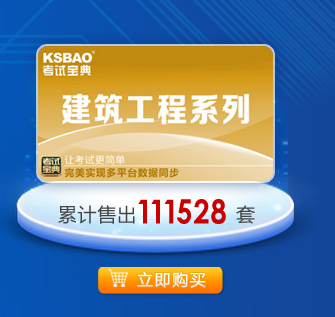 KSBAO®
考试宝典
建筑工程系列
考试
宝典
让考试更简单
完美实现多平台数据同步
累计售出111528 套
立即购买